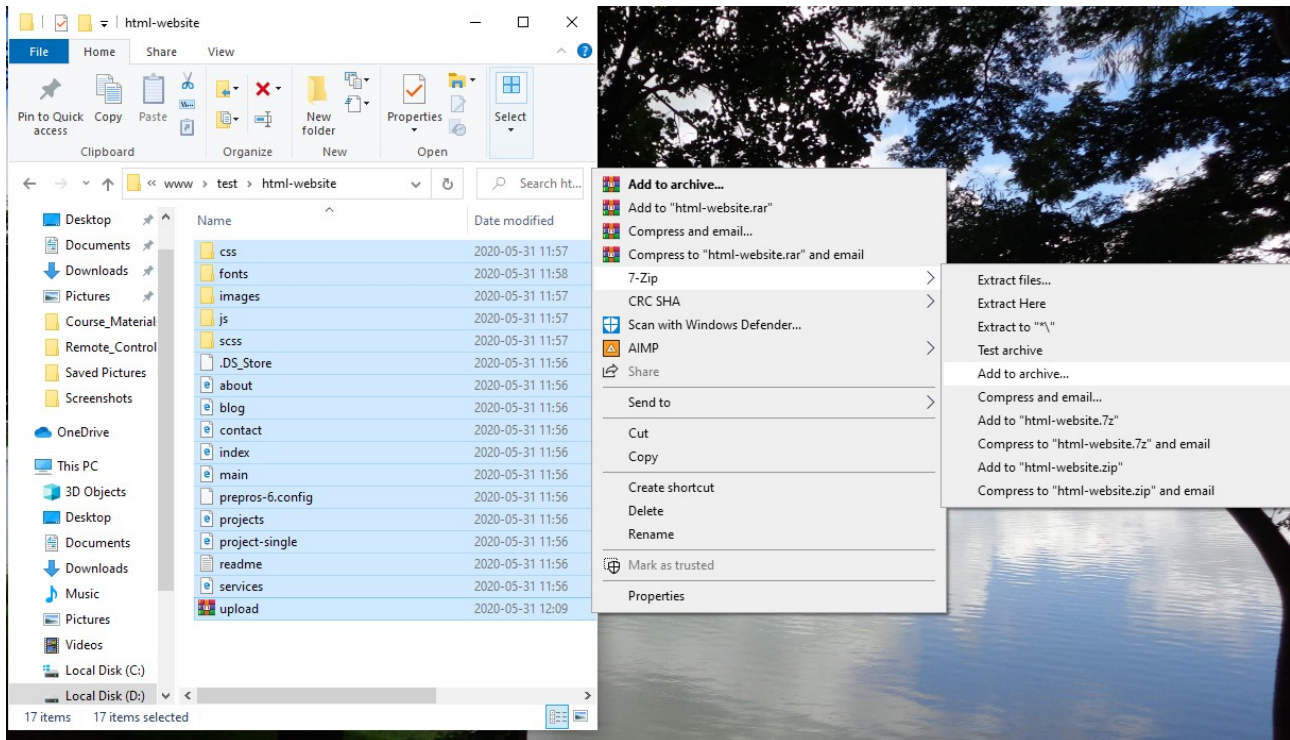 html-website
File Home Share View
Pin to Quick access
Copy
Paste
New folder
Properties
Select
Clipboard
Organize
New
Open
« www › test › html-website
Search ht...
Desktop
Documents
Downloads
Pictures
Course_Material
Remote_Control
Saved Pictures
Screenshots
OneDrive
This PC
3D Objects
Desktop
Documents
Downloads
Music
Pictures
Videos
Local Disk (C:)
Local Disk (D:)
Name Date modified
css 2020-05-31 11:57
fonts 2020-05-31 11:58
images 2020-05-31 11:57
js 2020-05-31 11:57
scss 2020-05-31 11:57
.DS_Store 2020-05-31 11:56
about 2020-05-31 11:56
blog 2020-05-31 11:56
contact 2020-05-31 11:56
index 2020-05-31 11:56
main 2020-05-31 11:56
prepros-6.config 2020-05-31 11:56
projects 2020-05-31 11:56
project-single 2020-05-31 11:56
readme 2020-05-31 11:56
services 2020-05-31 11:56
upload 2020-05-31 12:09
17 items 17 items selected
Add to archive...
Add to "html-website.rar"
Compress and email...
Compress to "html-website.rar" and email
7-Zip
CRC SHA
Scan with Windows Defender...
AIMP
Share
Send to
Cut
Copy
Create shortcut
Delete
Rename
Mark as trusted
Properties
Extract files...
Extract Here
Extract to "*\"
Test archive
Add to archive...
Compress and email...
Add to "html-website.7z"
Compress to "html-website.7z" and email
Add to "html-website.zip"
Compress to "html-website.zip" and email